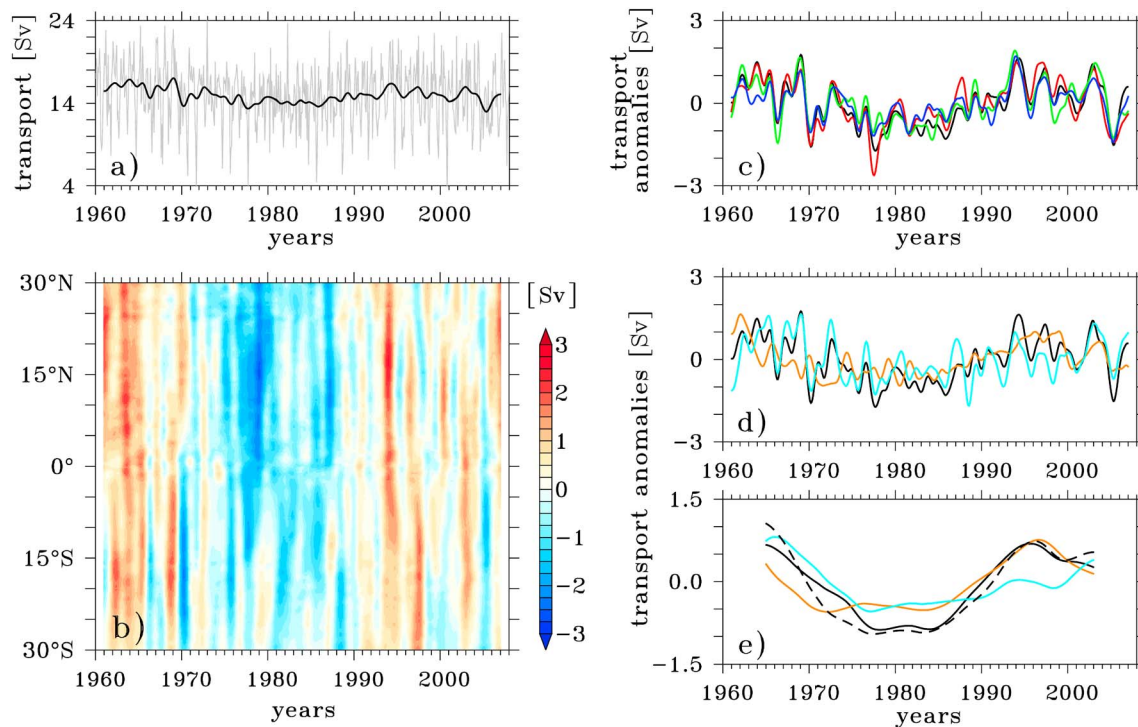 transport [Sv]
24
14
4
a)
1960 1970 1980 1990 2000
years
30°N
15°N
0°
15°S
30°S
b)
1960 1970 1980 1990 2000
years
[Sv]
3
2
1
0
−1
−2
−3
transport
anomalies [Sv]
3
0
−3
c)
1960 1970 1980 1990 2000
years
transport anomalies [Sv]
3
0
−3
d)
1960 1970 1980 1990 2000
1.5
0.0
−1.5
e)
1960 1970 1980 1990 2000
years